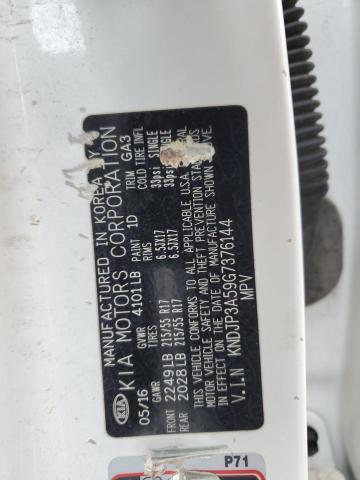 MANUFACTURED IN KOREA BY
KIA KIA MOTORS CORPORATION
05/16 GVWR 4101LB PAINT 1D TRIM GA3
GAWR TIRES RIMS COLD TIRE INFL
FRONT 2249LB 215/55 R17 6.5JX17 33psi SINGLE
REAR 2028LB 215/55 R17 6.5JX17 33psi
THIS VEHICLE CONFORMS TO ALL APPLICABLE U.S.A. FEDERAL
MOTOR VEHICLE SAFETY AND THEFT PREVENTION STANDARDS
IN EFFECT ON THE DATE OF MANUFACTURE SHOWN ABOVE.
V.I.N KNDJP3A59G7376144
MPV
P71